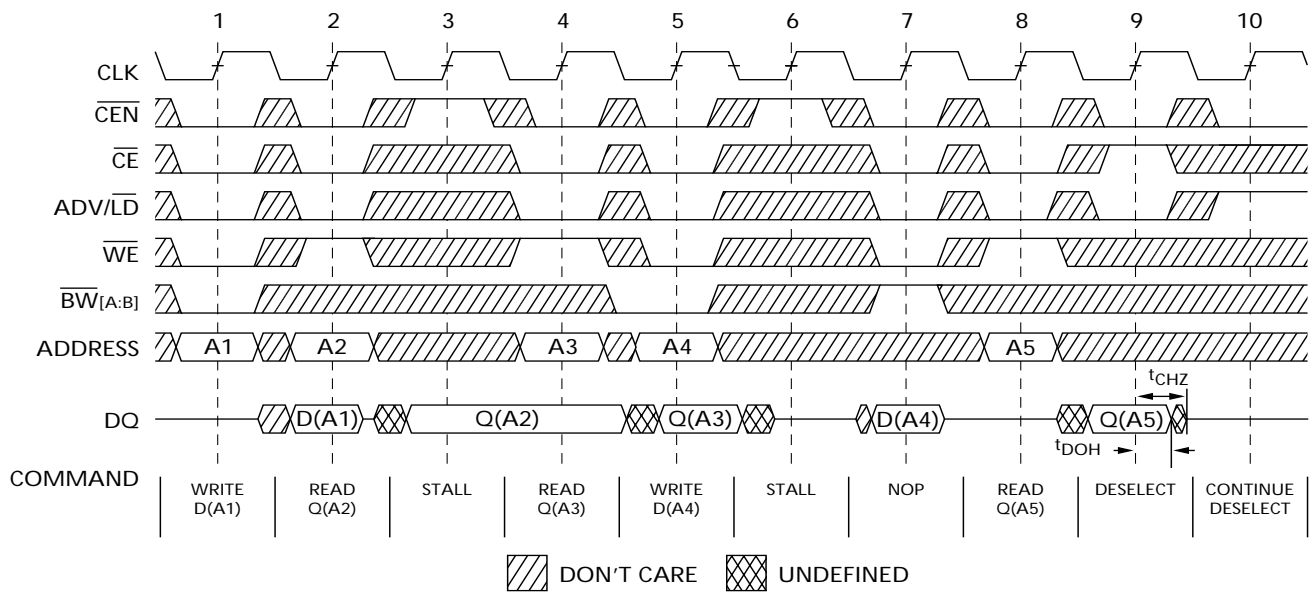 1 2 3 4 5 6 7 8 9 10
CLK
CEN
CE
ADV/LD
WE
BW[A:B]
ADDRESS A1 A2 A3 A4 A5
tCHZ
DQ D(A1) Q(A2) Q(A3) D(A4) Q(A5)
tDOH
COMMAND
WRITE READ STALL READ WRITE STALL NOP READ DESELECT CONTINUE
D(A1) Q(A2) Q(A3) D(A4) Q(A5) DESELECT
DON'T CARE UNDEFINED